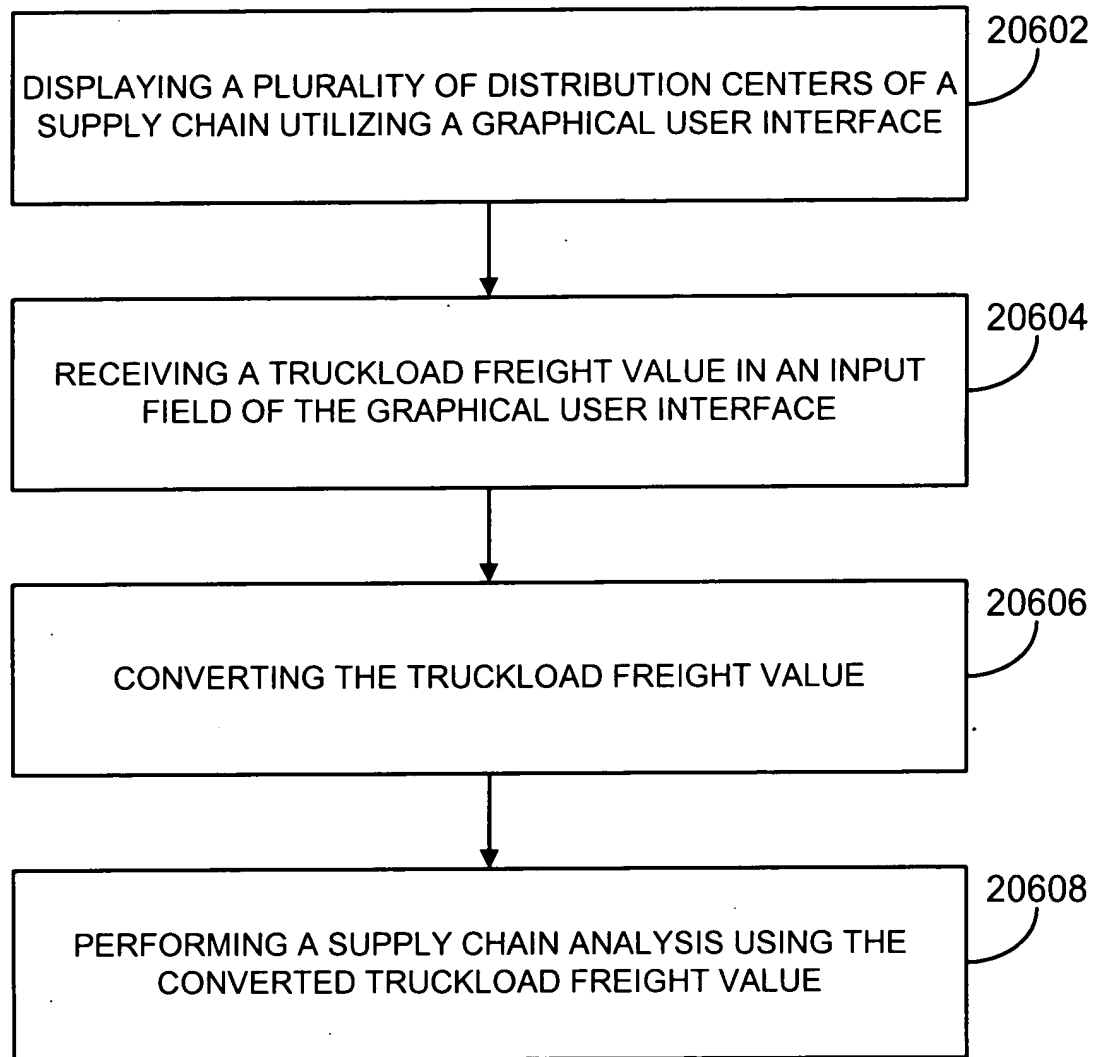 20602
DISPLAYING A PLURALITY OF DISTRIBUTION CENTERS OF A
SUPPLY CHAIN UTILIZING A GRAPHICAL USER INTERFACE
20604
RECEIVING A TRUCKLOAD FREIGHT VALUE IN AN INPUT
FIELD OF THE GRAPHICAL USER INTERFACE
20606
CONVERTING THE TRUCKLOAD FREIGHT VALUE
20608
PERFORMING A SUPPLY CHAIN ANALYSIS USING THE
CONVERTED TRUCKLOAD FREIGHT VALUE